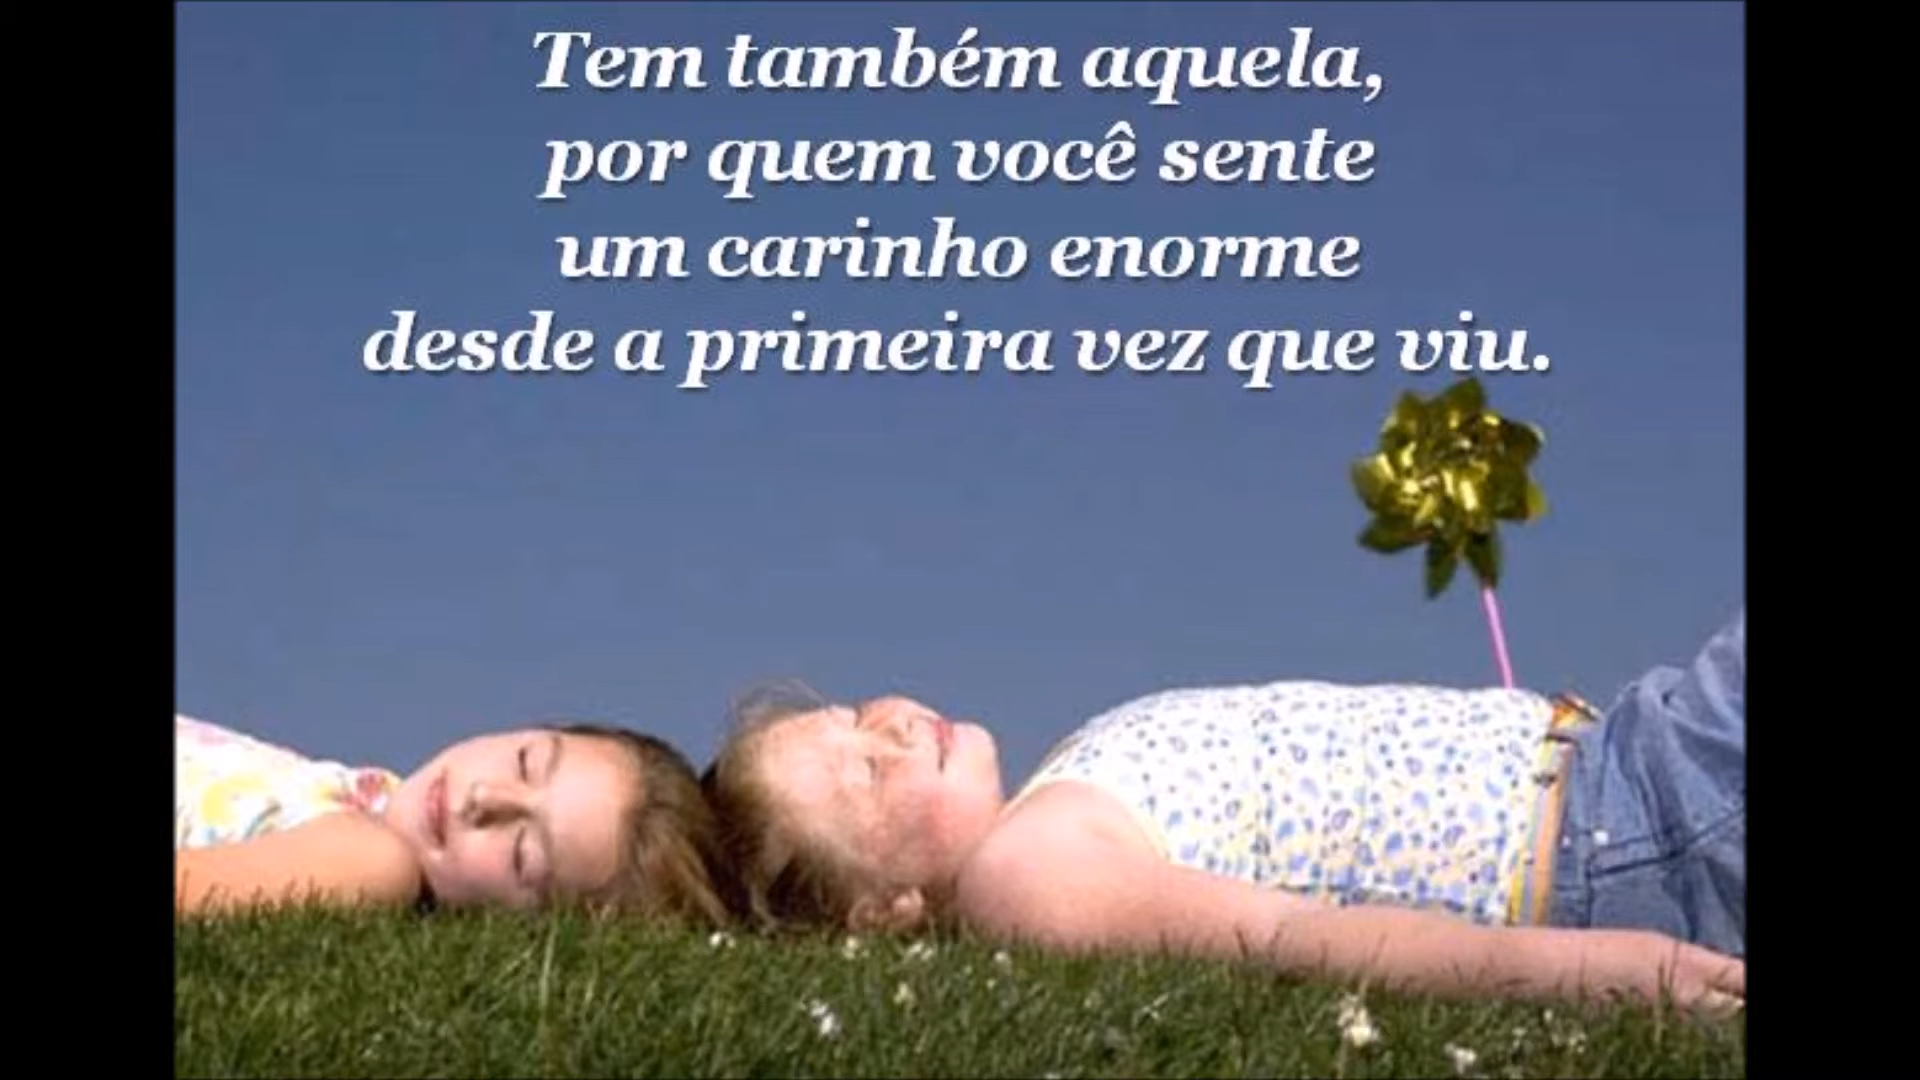 Tem também aquela,
por quem você sente
um carinho enorme
desde a primeira vez que viu.